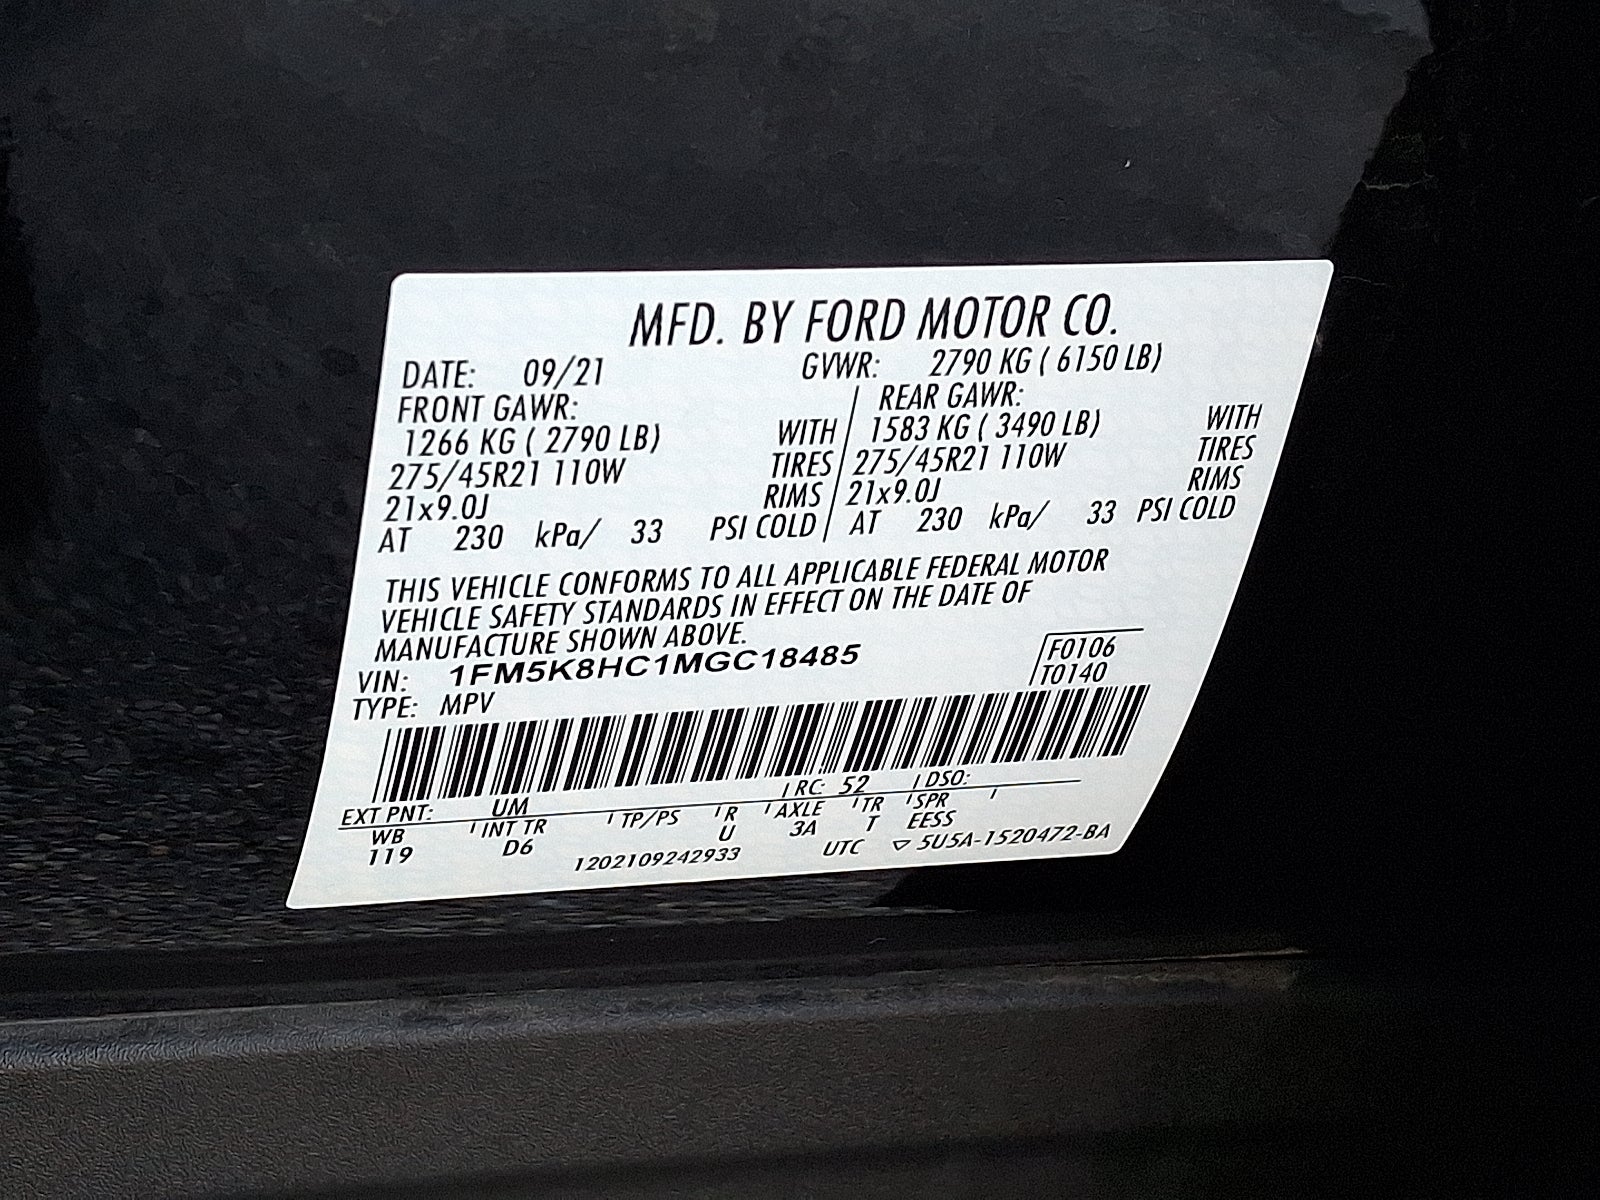 MFD. BY FORD MOTOR CO.
DATE: 09/21 GVWR: 2790 KG ( 6150 LB)
FRONT GAWR: REAR GAWR:
1266 KG ( 2790 LB) WITH 1583 KG ( 3490 LB) WITH
275/45R21 110W TIRES 275/45R21 110W TIRES
21x9.0J RIMS 21x9.0J RIMS
AT 230 kPa/ 33 PSI COLD AT 230 kPa/ 33 PSI COLD
THIS VEHICLE CONFORMS TO ALL APPLICABLE FEDERAL MOTOR
VEHICLE SAFETY STANDARDS IN EFFECT ON THE DATE OF
MANUFACTURE SHOWN ABOVE.
VIN: 1FM5K8HC1MGC18485 F0106
TYPE: MPV T0140
EXT PNT: UM RC: 52 DSO:
WB INT TR TP/PS R AXLE TR SPR
119 D6 U 3A T EESS
1202109242933 UTC ▽ 5U5A-1520472-BA